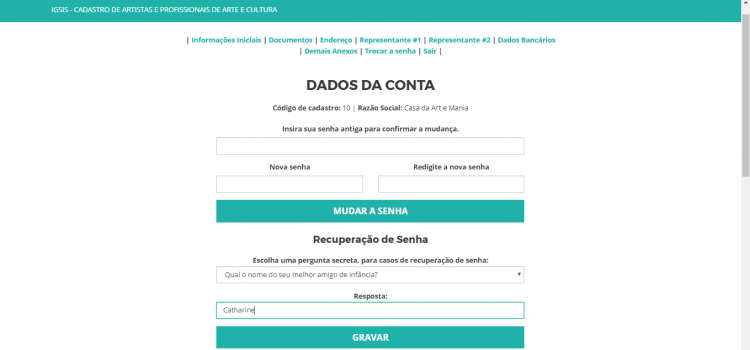 IGSIS - CADASTRO DE ARTISTAS E PROFISSIONAIS DE ARTE E CULTURA
| Informações Iniciais | Documentos | Endereço | Representante #1 | Representante #2 | Dados Bancários
| Demais Anexos | Trocar a senha | Sair |
DADOS DA CONTA
Código de cadastro: 10 | Razão Social: Casa da Art e Mania
Insira sua senha antiga para confirmar a mudança.
Nova senha Redigite a nova senha
MUDAR A SENHA
Recuperação de Senha
Escolha uma pergunta secreta, para casos de recuperação de senha:
Qual o nome do seu melhor amigo de infância?
Resposta:
Catharine
GRAVAR